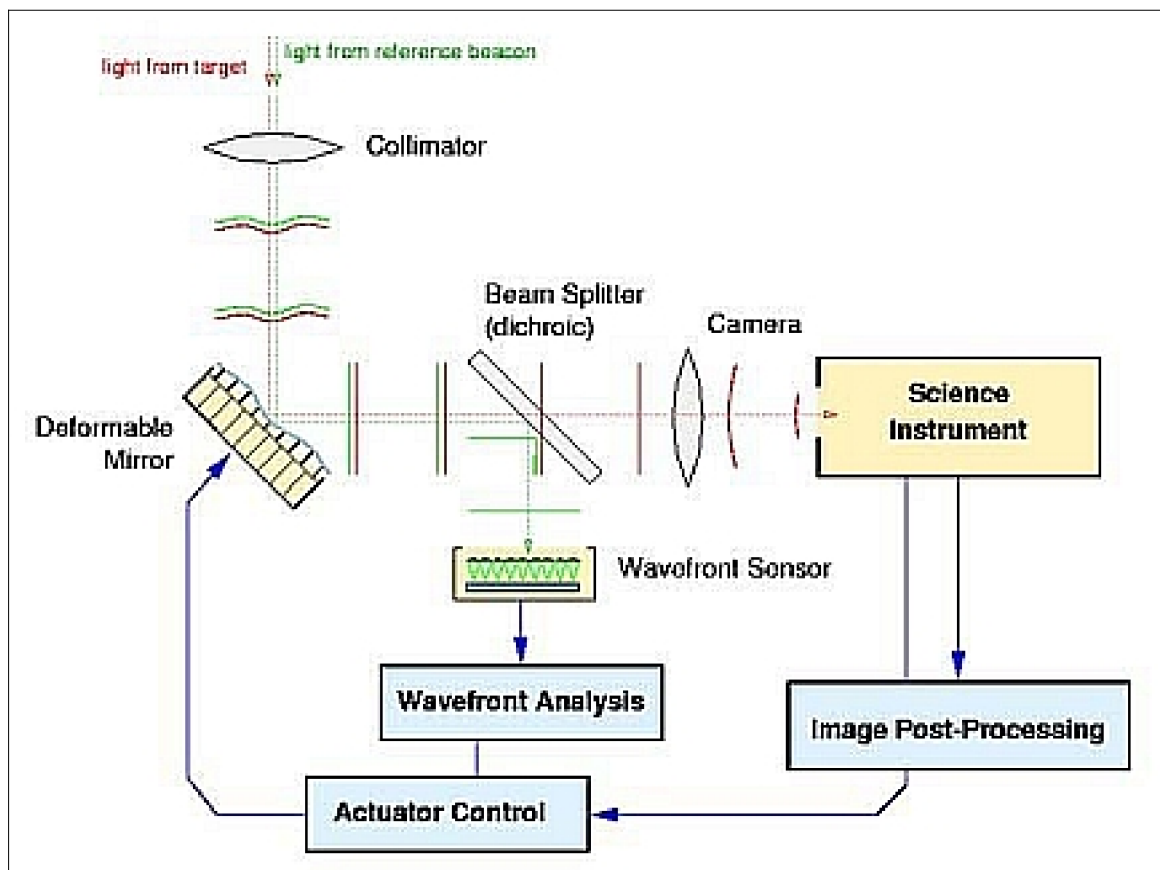 light from reference beacon
light from target
Collimator
Beam Splitter
(dichroic)
Camera
Science
Instrument
Deformable
Mirror
Wavefront Sensor
Wavefront Analysis
Image Post-Processing
Actuator Control